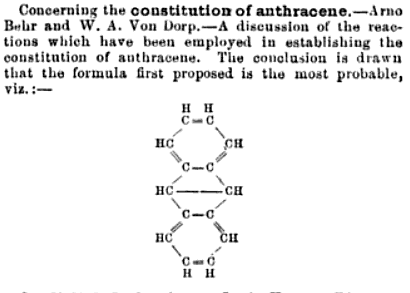 Concerning the constitution of anthracene.—Arno
Behr and W. A. Von Dorp.—A discussion of the reac-
tions which have been employed in establishing the
constitution of anthracene. The conclusion is drawn
that the formula first proposed is the most probable,
viz.:—
H H
C=C
HC CH
C—C
HC CH
C—C
HC CH
C=C
H H